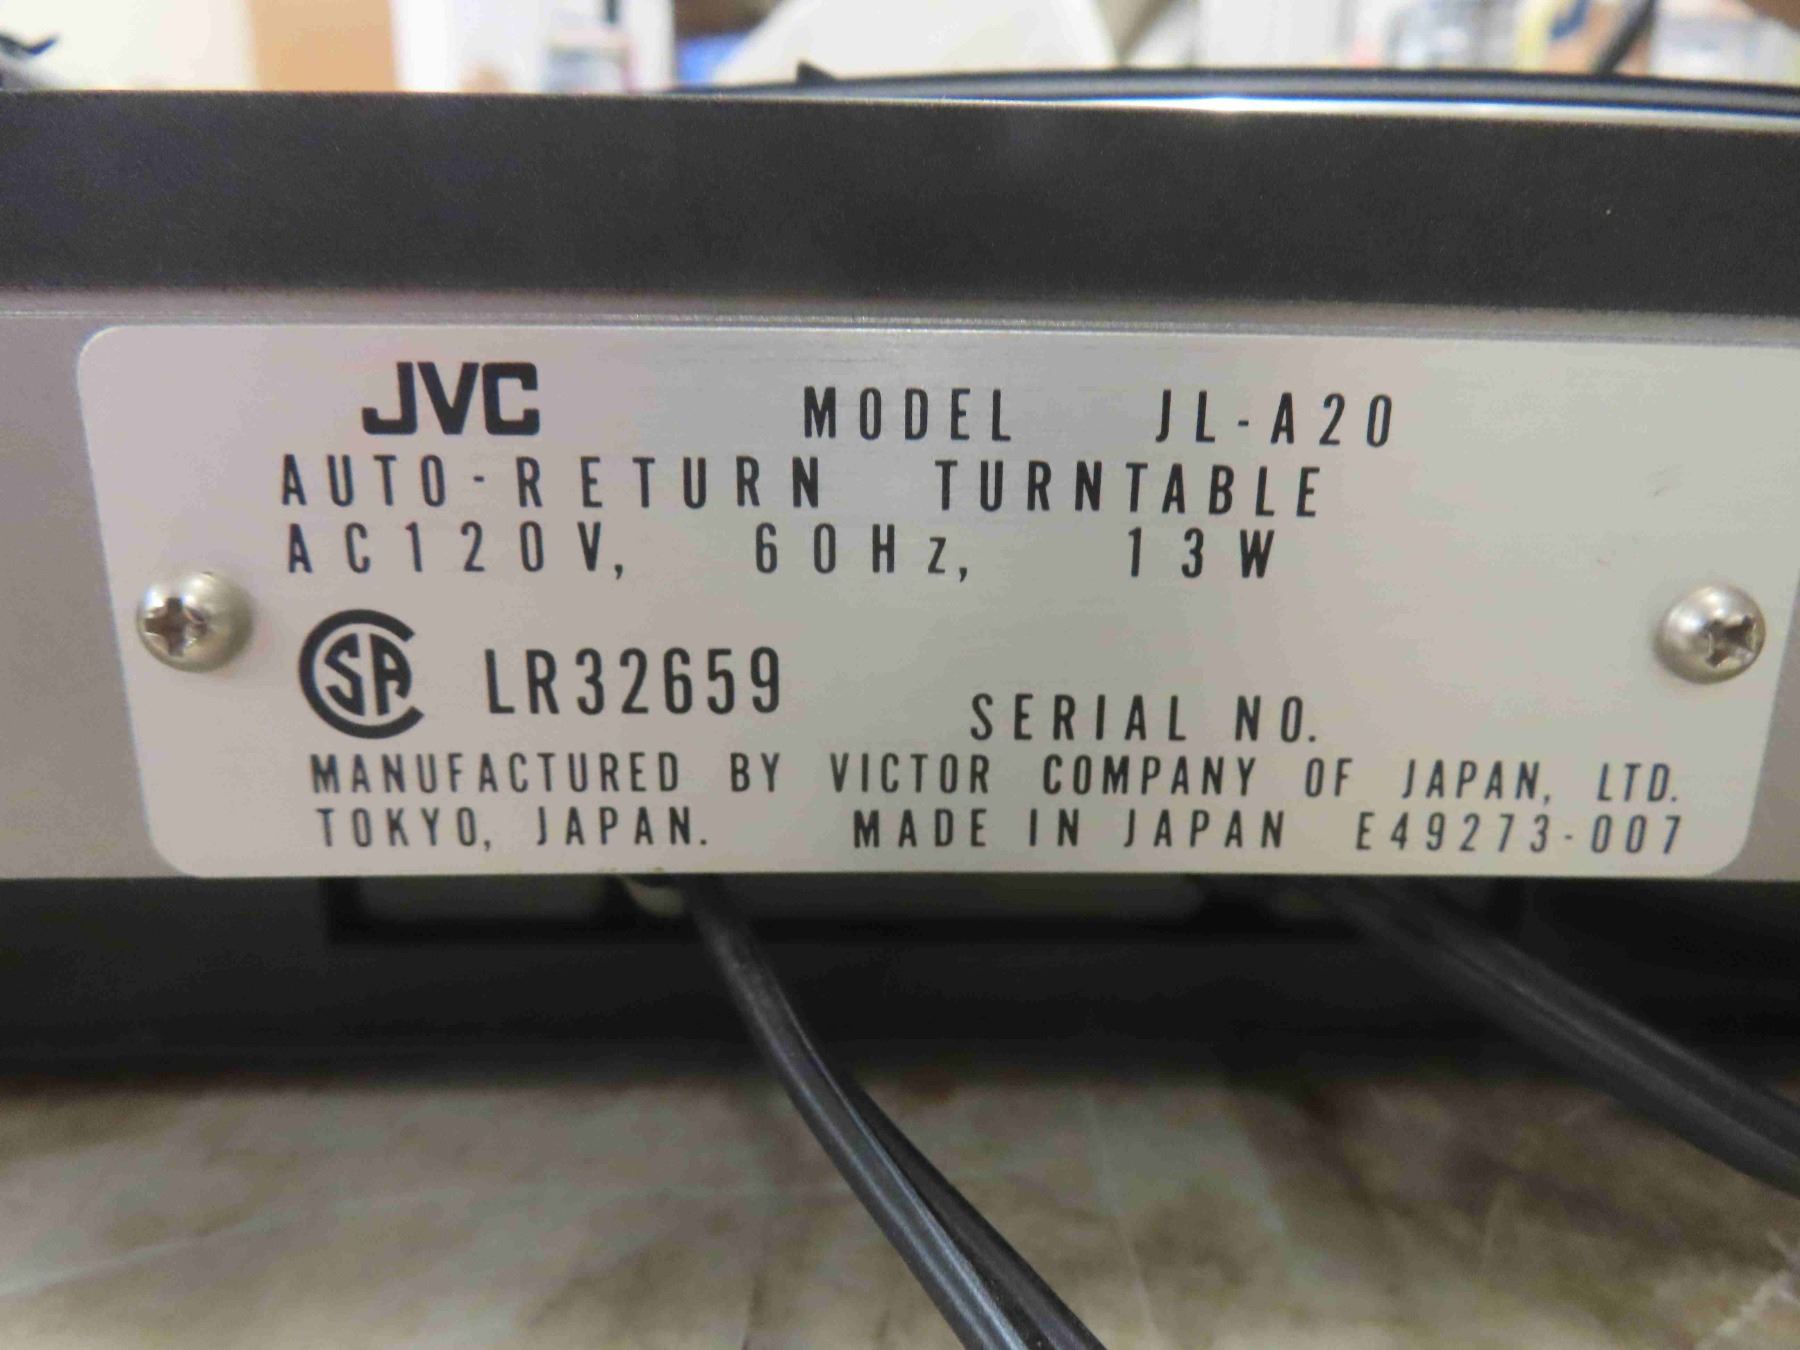 JVC MODEL JL-A20
AUTO-RETURN TURNTABLE
AC120V, 60Hz, 13W
SA LR32659
SERIAL NO.
MANUFACTURED BY VICTOR COMPANY OF JAPAN, LTD.
TOKYO, JAPAN. MADE IN JAPAN E49273-007